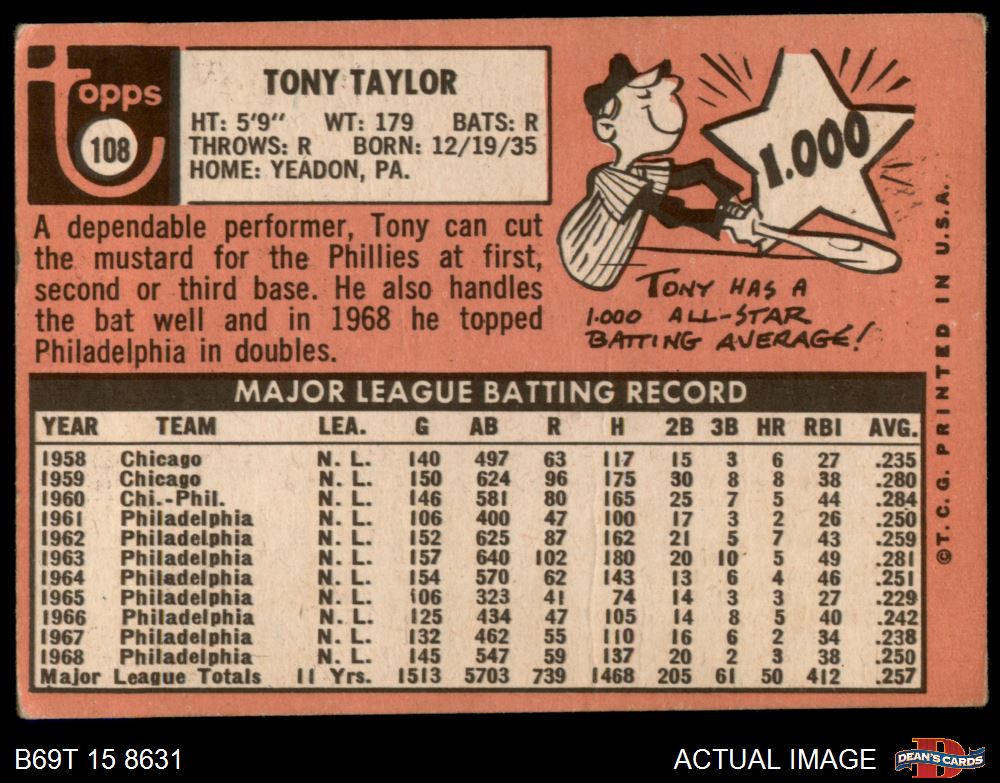 Topps
108
TONY TAYLOR
HT: 5'9" WT: 179 BATS: R
THROWS: R BORN: 12/19/35
HOME: YEADON, PA.
A dependable performer, Tony can cut
the mustard for the Phillies at first,
second or third base. He also handles
the bat well and in 1968 he topped
Philadelphia in doubles.
1.000
TONY HAS A
1.000 ALL-STAR
BATTING AVERAGE!
MAJOR LEAGUE BATTING RECORD
YEAR TEAM LEA. G AB R H 2B 3B HR RBI AVG.
1958 Chicago N. L. 140 497 63 117 15 3 6 27 .235
1959 Chicago N. L. 150 624 96 175 30 8 8 38 .280
1960 Chi.-Phil. N. L. 146 581 80 165 25 7 5 44 .284
1961 Philadelphia N. L. 106 400 47 100 17 3 2 26 .250
1962 Philadelphia N. L. 152 625 87 162 21 5 7 43 .259
1963 Philadelphia N. L. 157 640 102 180 20 10 5 49 .281
1964 Philadelphia N. L. 154 570 62 143 13 6 4 46 .251
1965 Philadelphia N. L. 106 323 41 74 14 3 3 27 .229
1966 Philadelphia N. L. 125 434 47 105 14 8 5 40 .242
1967 Philadelphia N. L. 132 462 55 110 16 6 2 34 .238
1968 Philadelphia N. L. 145 547 59 137 20 2 3 38 .250
Major League Totals 11 Yrs. 1513 5703 739 1468 205 61 50 412 .257
©T. C. G. PRINTED IN U.S.A.
B69T 15 8631
ACTUAL IMAGE
D
DEAN'S CARDS